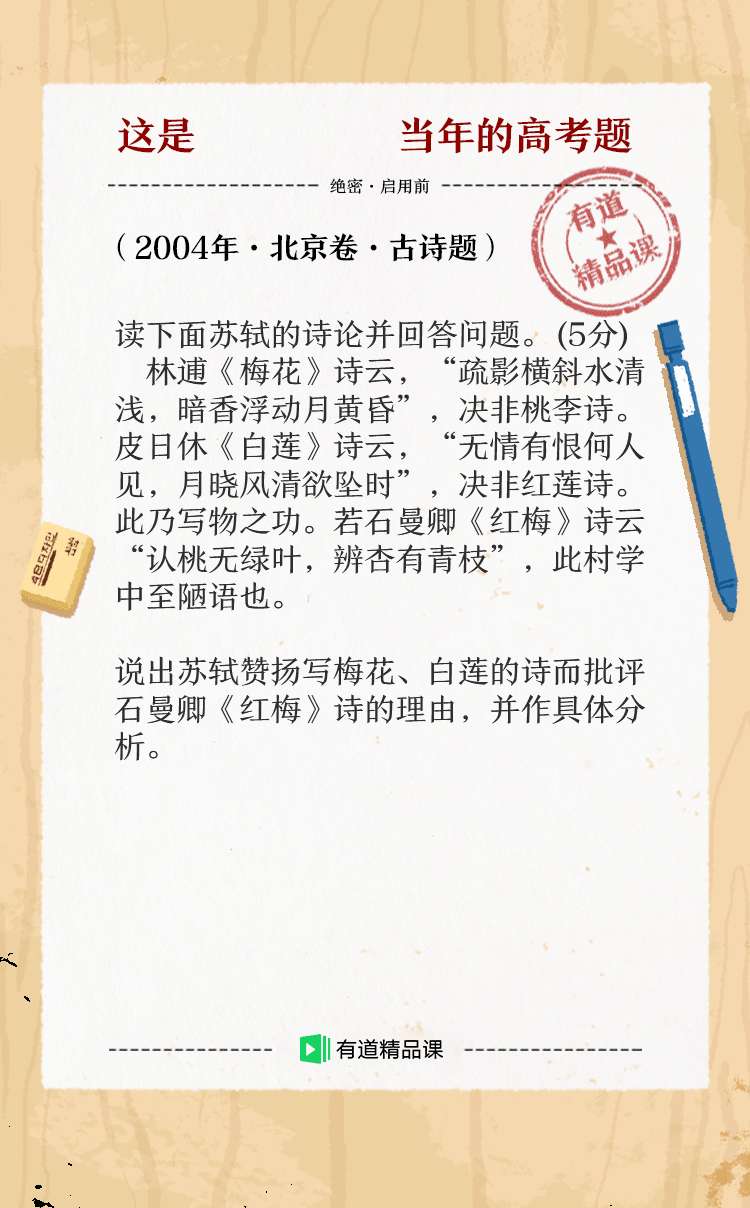 这是 当年的高考题
绝密·启用前
有道
精品课
（2004年·北京卷·古诗题）
读下面苏轼的诗论并回答问题。(5分)
林逋《梅花》诗云，“疏影横斜水清
浅，暗香浮动月黄昏”，决非桃李诗。
皮日休《白莲》诗云，“无情有恨何人
见，月晓风清欲坠时”，决非红莲诗。
此乃写物之功。若石曼卿《红梅》诗云
“认桃无绿叶，辨杏有青枝”，此村学
中至陋语也。
说出苏轼赞扬写梅花、白莲的诗而批评
石曼卿《红梅》诗的理由，并作具体分
析。
有道精品课